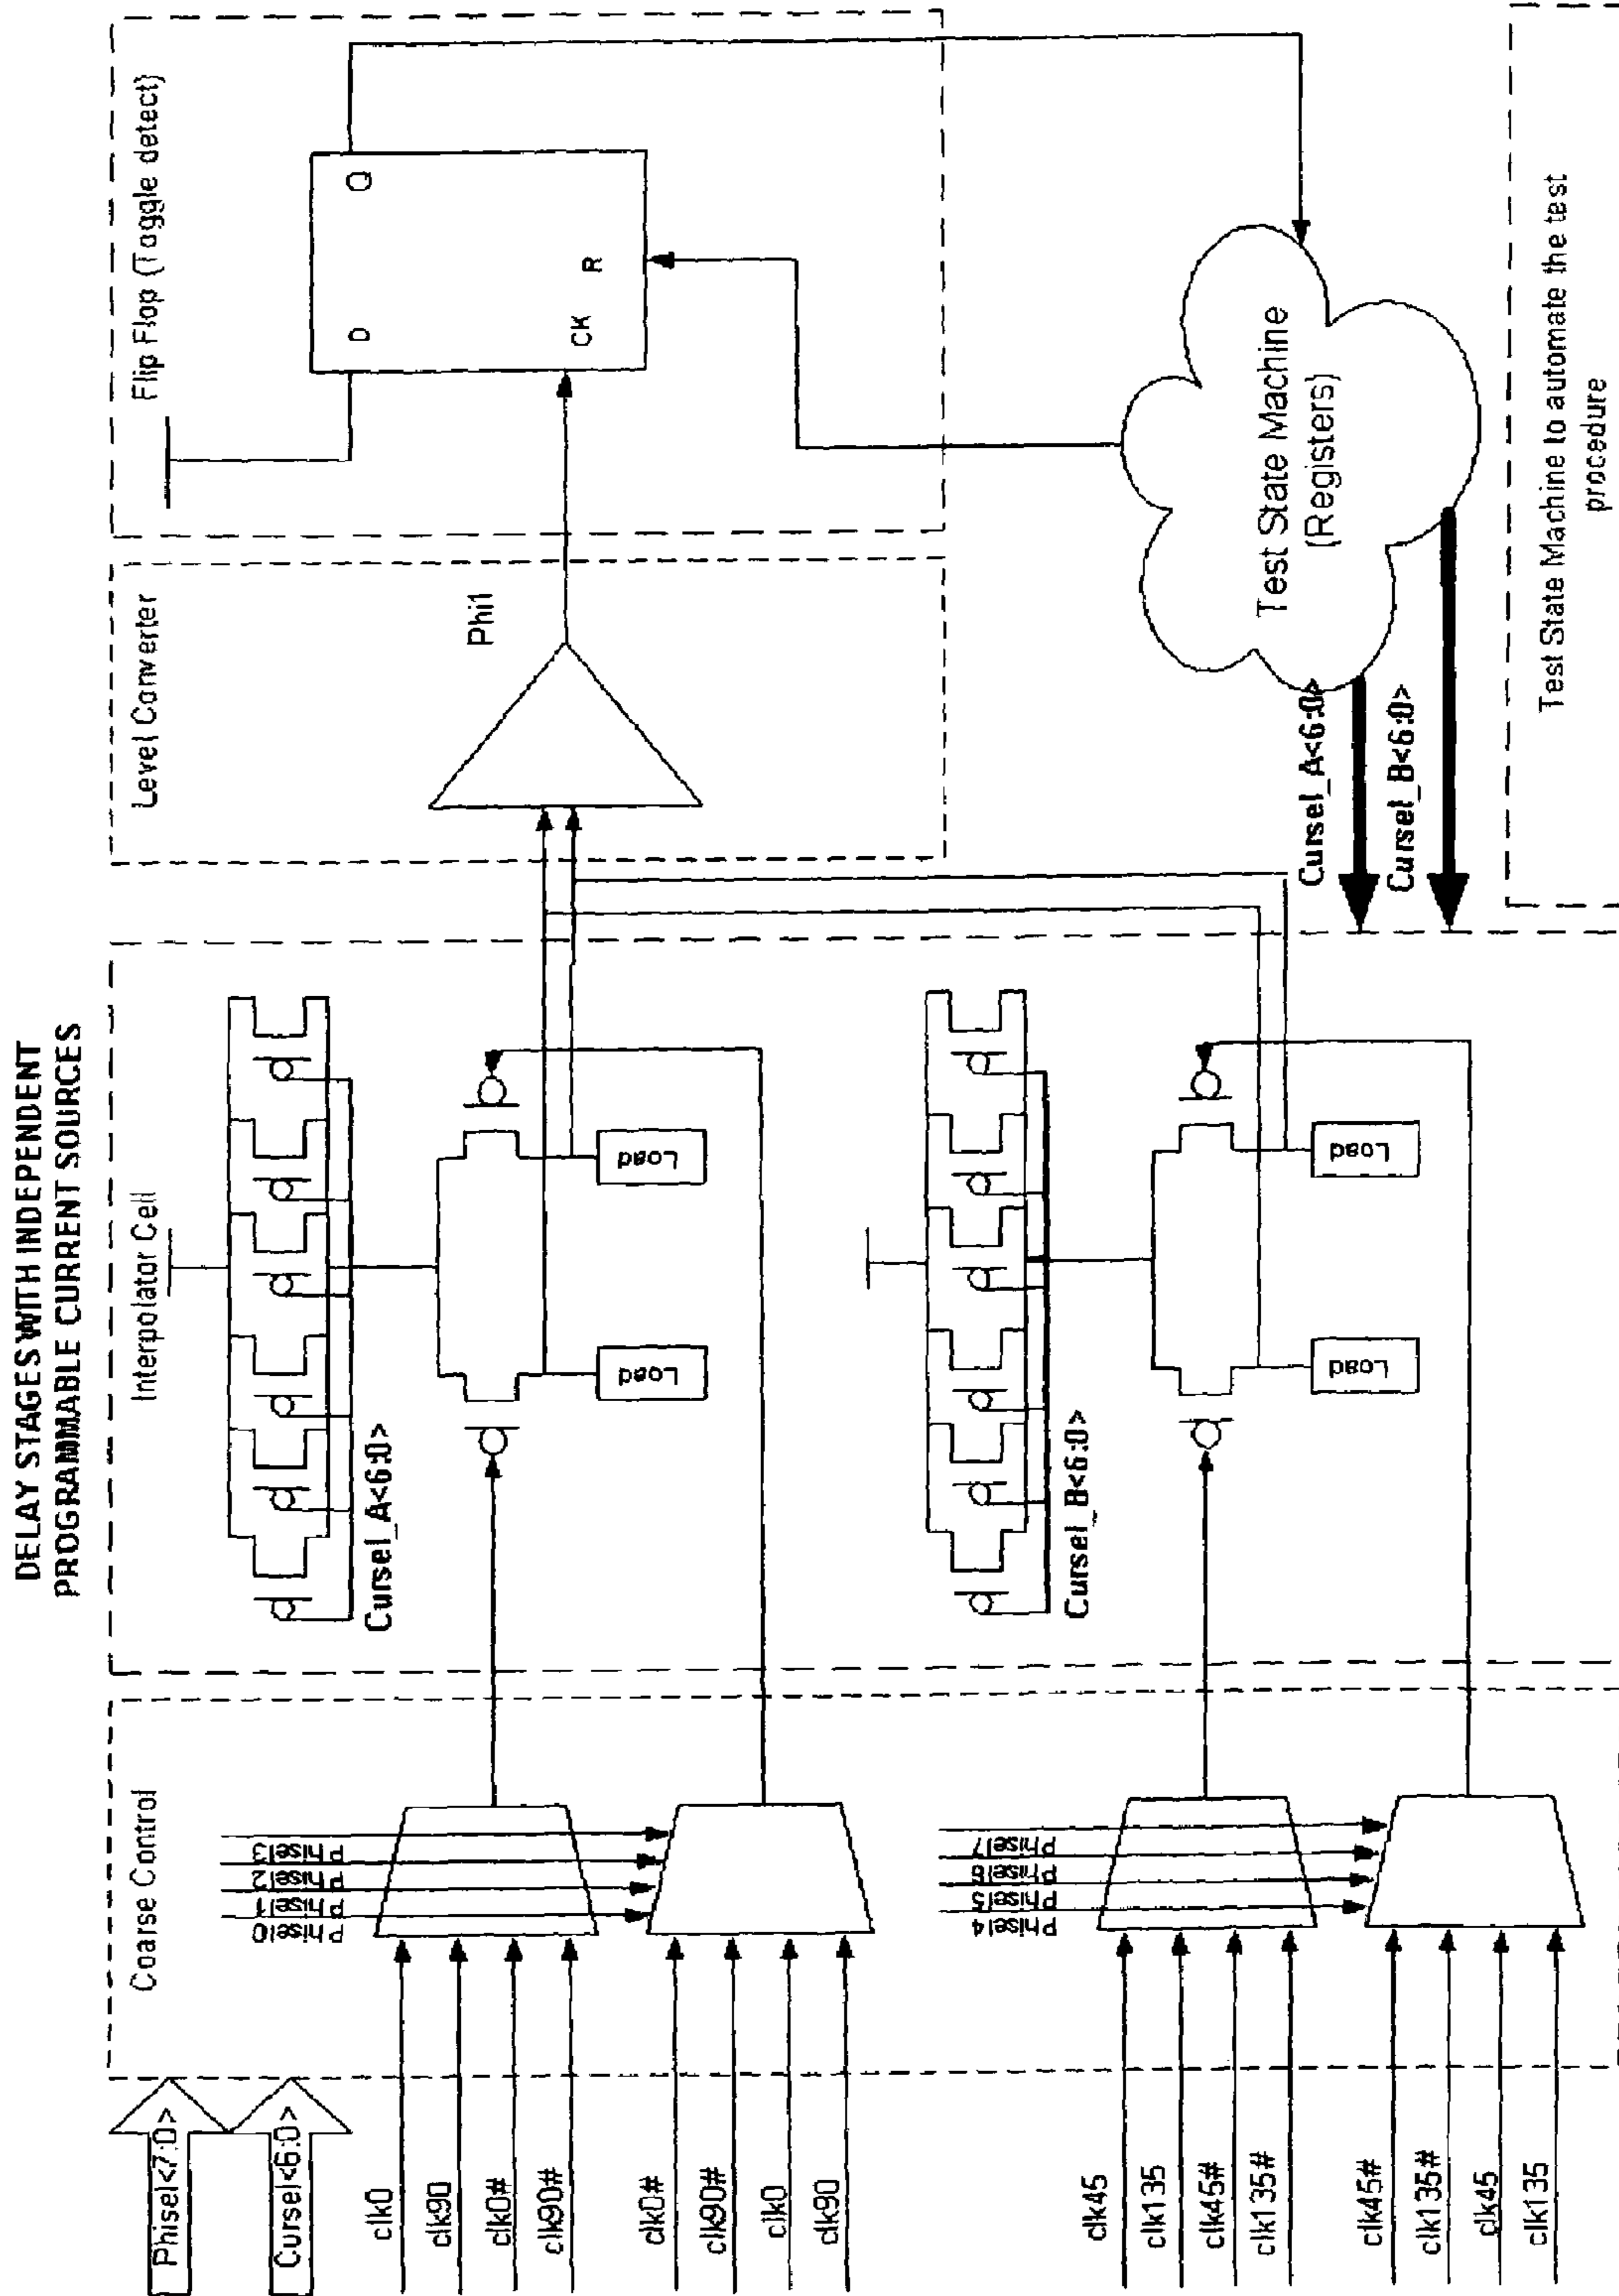 DELAY STAGES WITH INDEPENDENT
PROGRAMMABLE CURRENT SOURCES
Phisel<7:0>
Cursel<6:0>
Coarse Control
Interpolator Cell
Level Converter
Flip Flop (Toggle detect)
clk0
clk90
clk0#
clk90#
clk0#
clk90#
clk0
clk90
Phisel0
Phisel1
Phisel2
Phisel3
Cursel_A<6:0>
Load
Load
Phi1
D
Q
CK
R
clk45
clk135
clk45#
clk135#
clk45#
clk135#
clk45
clk135
Phisel4
Phisel5
Phisel6
Phisel7
Cursel_B<6:0>
Load
Load
Cursel_A<6:0>
Cursel_B<6:0>
Test State Machine
(Registers)
Test State Machine to automate the test
procedure